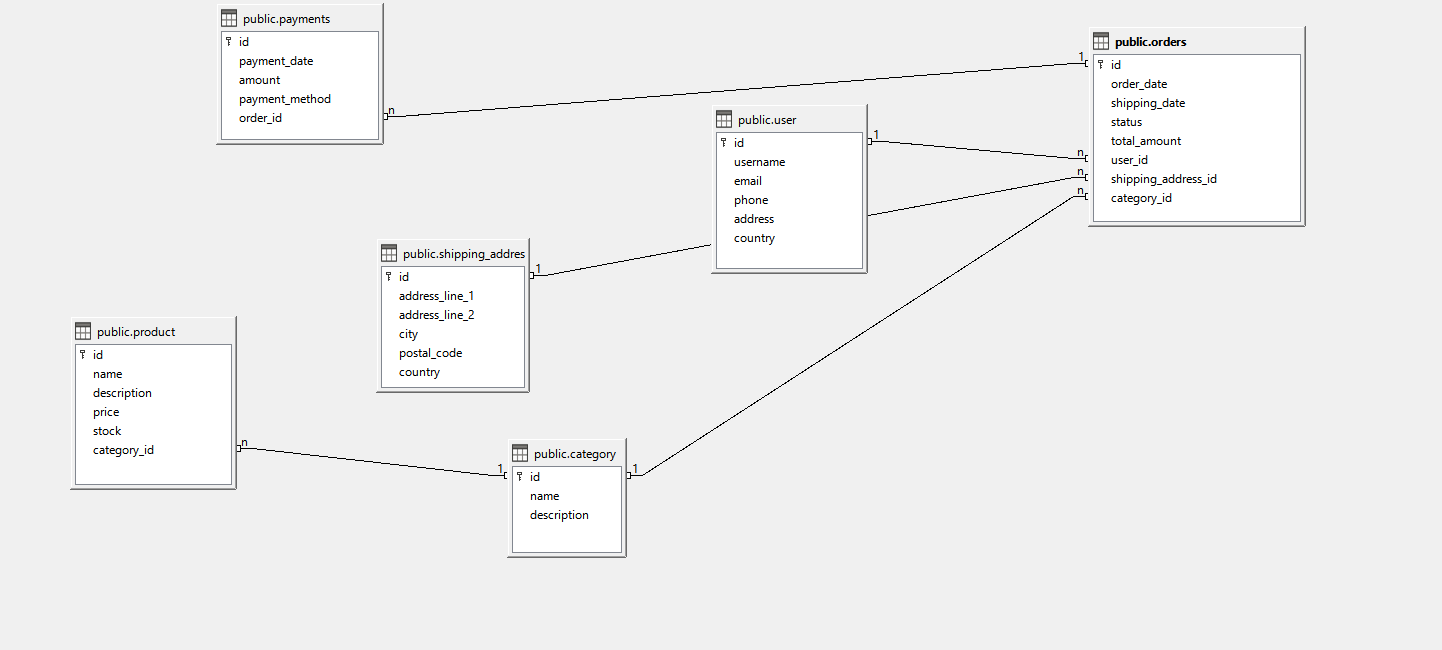 public.payments
id
payment_date
amount
payment_method
order_id
n
1
public.orders
id
order_date
shipping_date
status
total_amount
user_id
shipping_address_id
category_id
n
n
n
public.user
id
username
email
phone
address
country
1
public.shipping_addres
id
address_line_1
address_line_2
city
postal_code
country
1
public.product
id
name
description
price
stock
category_id
n
1
public.category
id
name
description
1